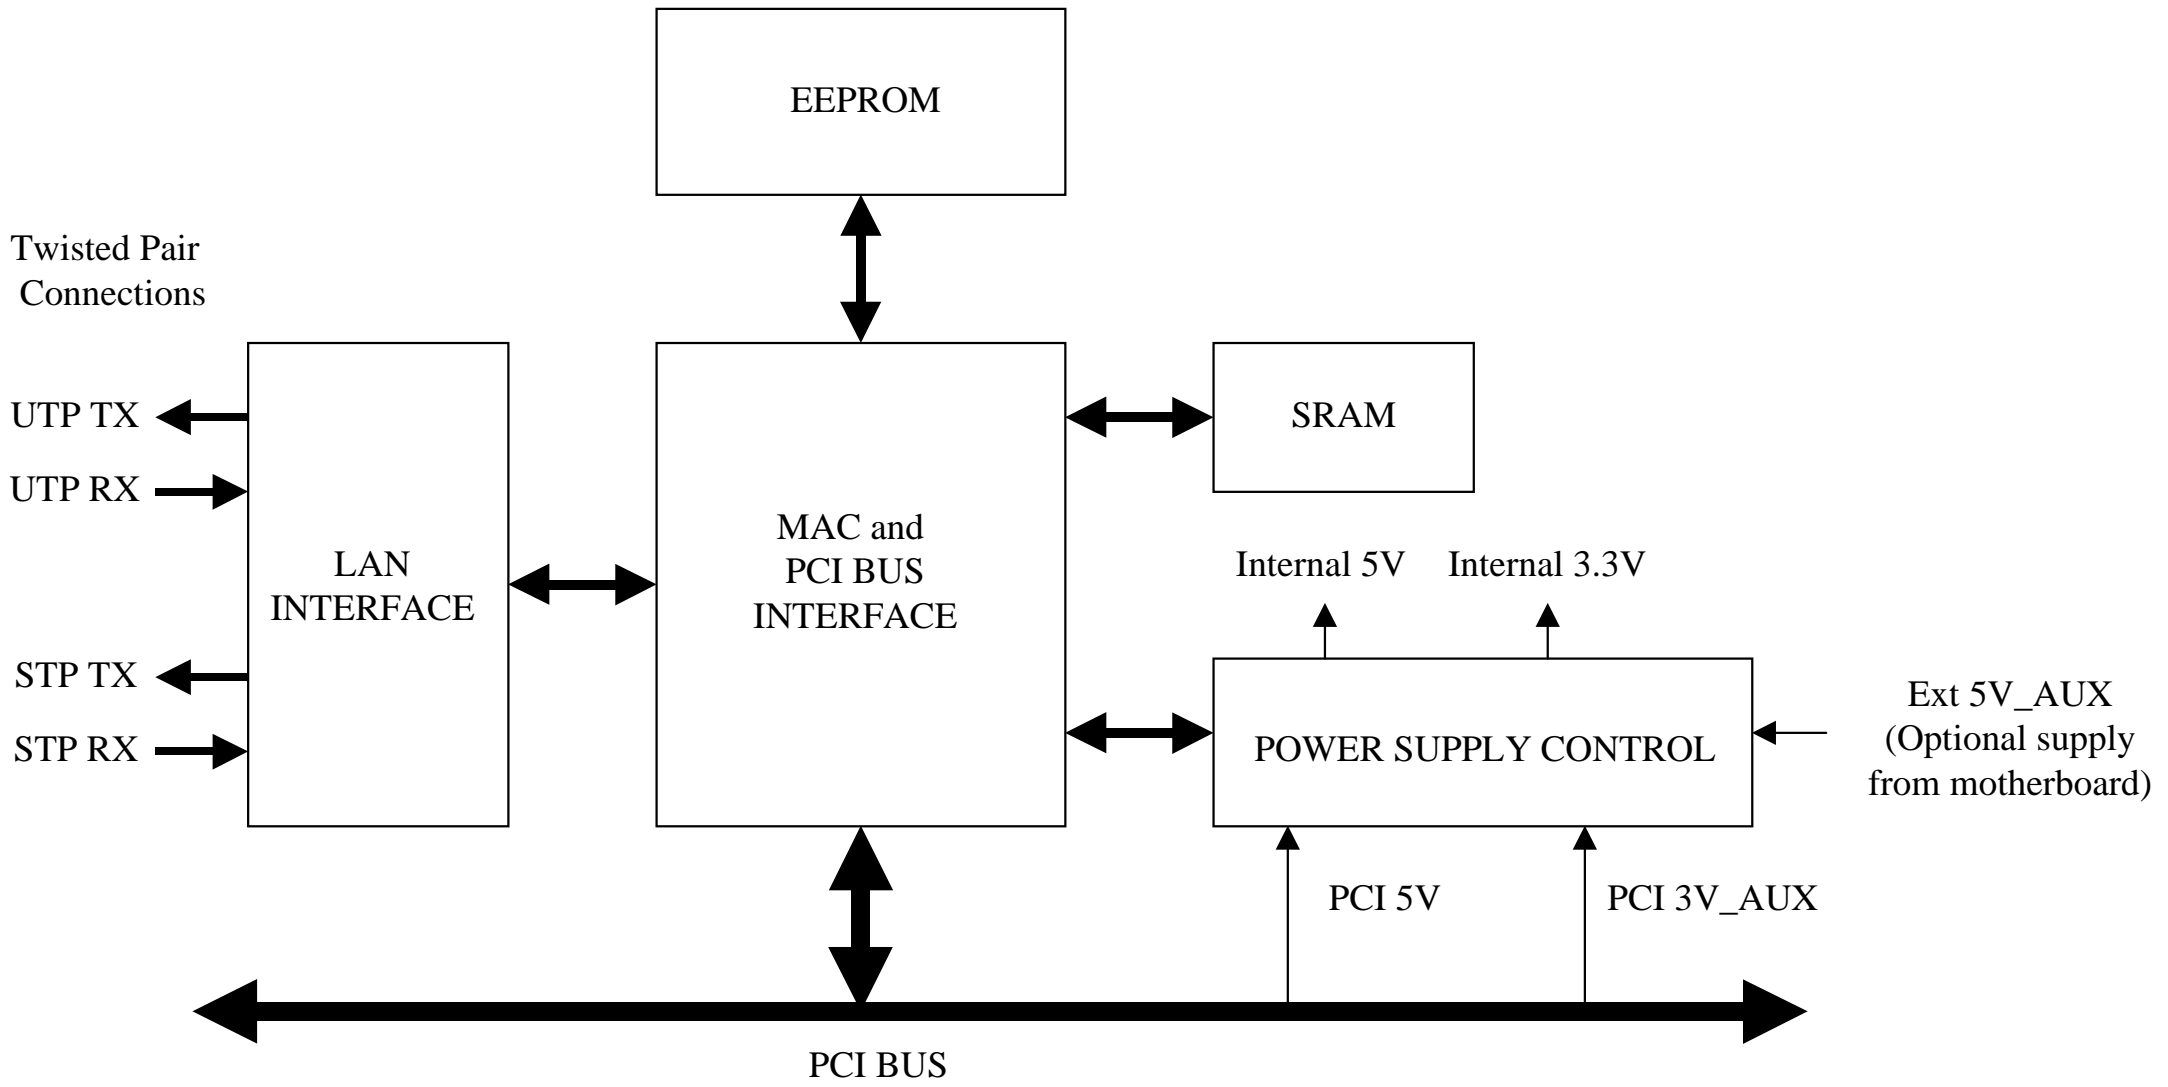 EEPROM
Twisted Pair
Connections
UTP TX
UTP RX
STP TX
STP RX
LAN
INTERFACE
MAC and
PCI BUS
INTERFACE
SRAM
Internal 5V
Internal 3.3V
POWER SUPPLY CONTROL
Ext 5V_AUX
(Optional supply
from motherboard)
PCI 5V
PCI 3V_AUX
PCI BUS